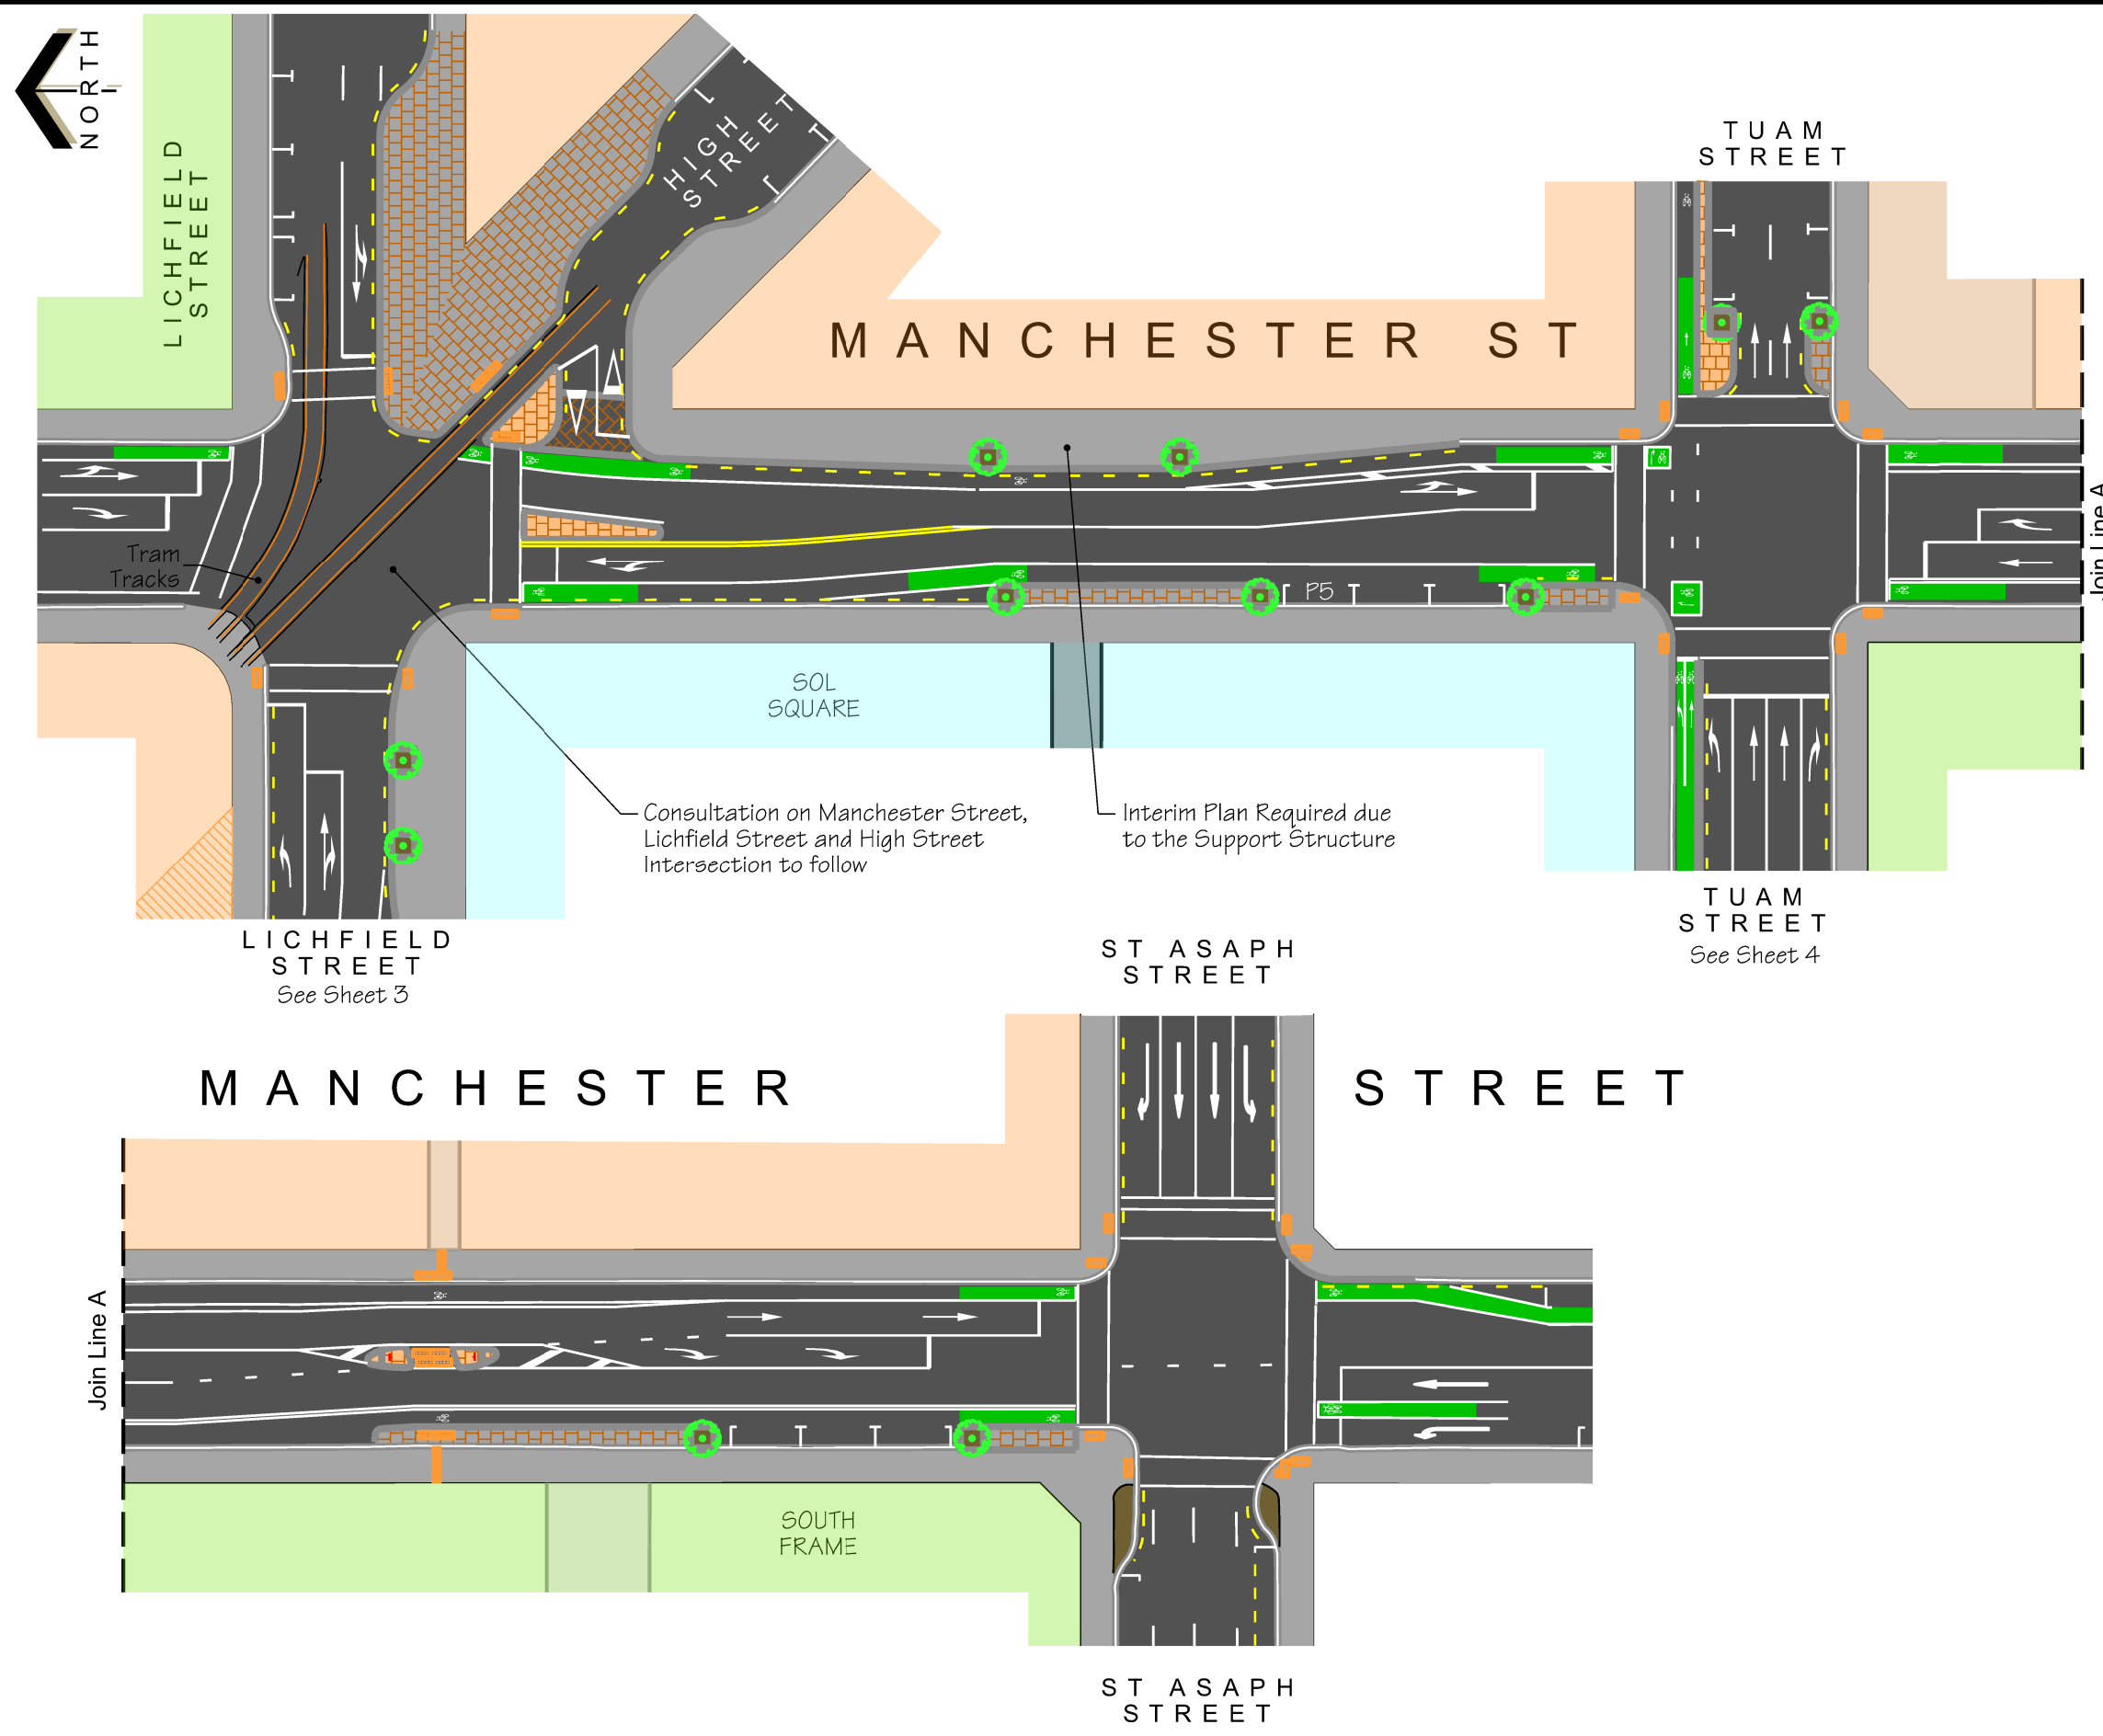 NORTH
LICHFIELD
STREET
HIGH
STREET
TUAM
STREET
MANCHESTER ST
Tram
Tracks
P5
Join Line A
SOL
SQUARE
Consultation on Manchester Street,
Lichfield Street and High Street
Intersection to follow
Interim Plan Required due
to the Support Structure
LICHFIELD
STREET
See Sheet 3
TUAM
STREET
See Sheet 4
ST ASAPH
STREET
MANCHESTER STREET
Join Line A
SOUTH
FRAME
ST ASAPH
STREET